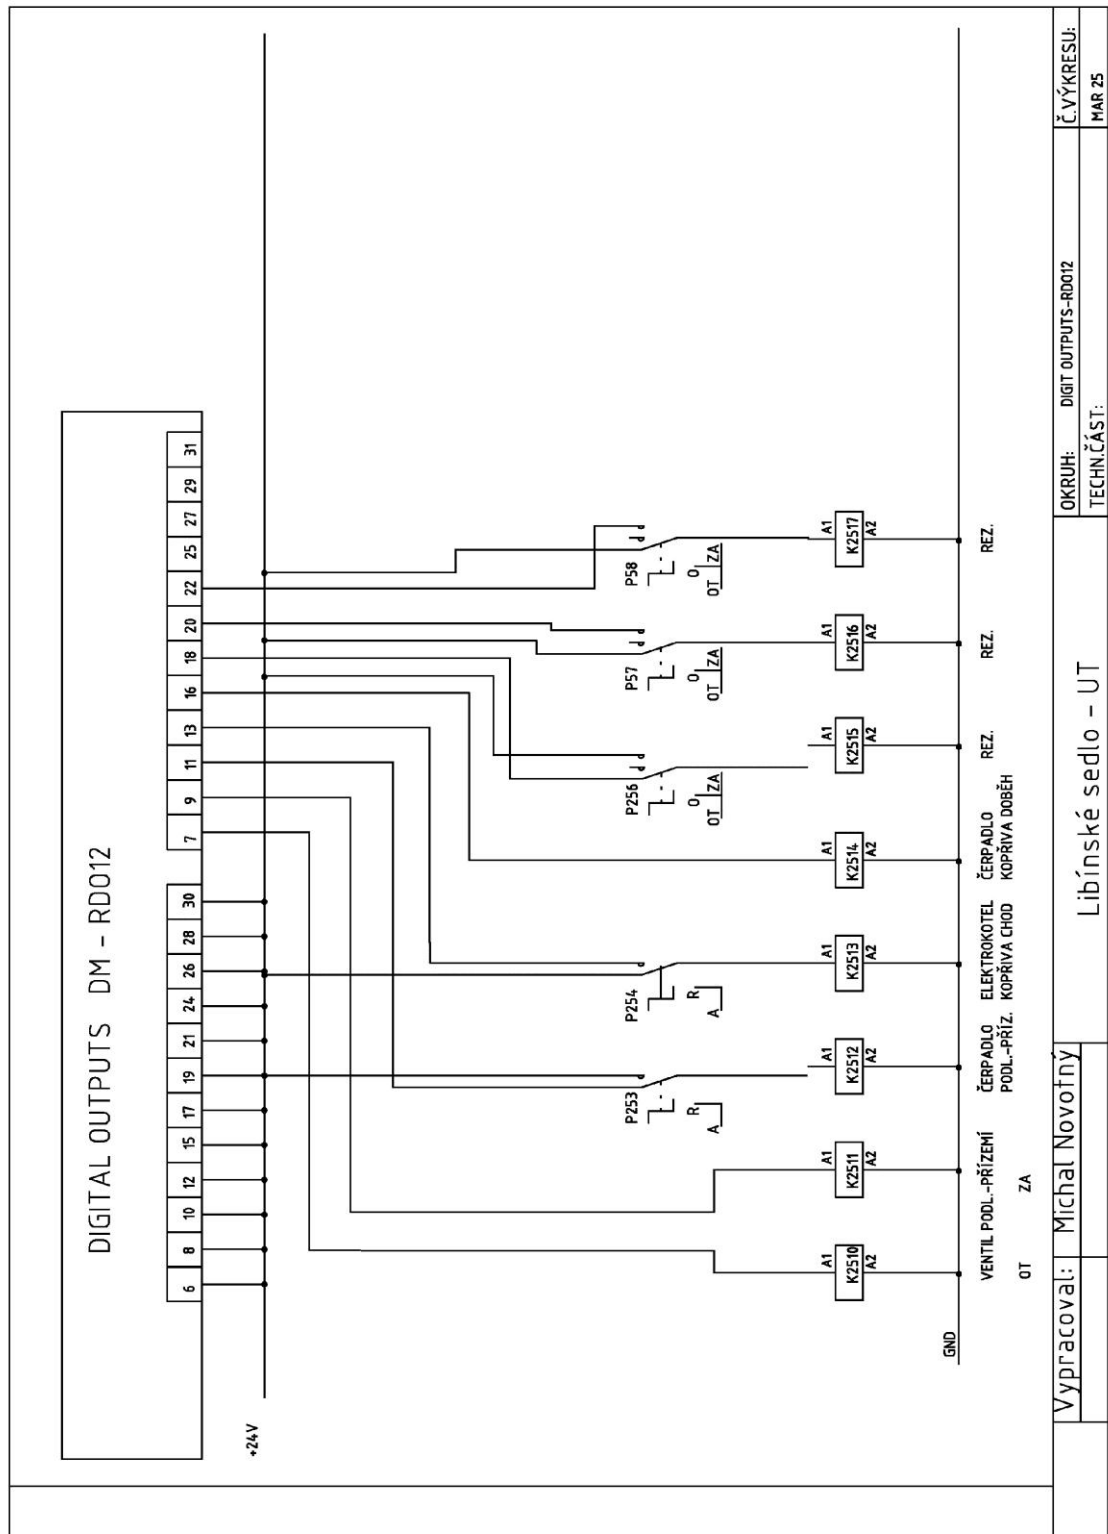 DIGITAL OUTPUTS DM - RDO12
6 8 10 12 15 17 19 21 24 26 28 30 7 9 11 13 16 18 20 22 25 27 29 31
+24V
P253 P254 P256 P57 P58
A R A R OT O ZA OT O ZA OT O ZA
A1 A1 A1 A1 A1 A1 A1 A1
K2510 K2511 K2512 K2513 K2514 K2515 K2516 K2517
A2 A2 A2 A2 A2 A2 A2 A2
GND
VENTIL PODL.-PŘÍZEMÍ
OT ZA
ČERPADLO
PODL.-PŘÍZ.
ELEKTROKOTEL
KOPŘIVA CHOD
ČERPADLO
KOPŘIVA DOBĚH
REZ.
REZ.
REZ.
Vypracoval: Michal Novotný
Libínské sedlo - UT
OKRUH: DIGIT OUTPUTS-RDO12
TECHN.ČÁST:
Č.VÝKRESU:
MAR 25